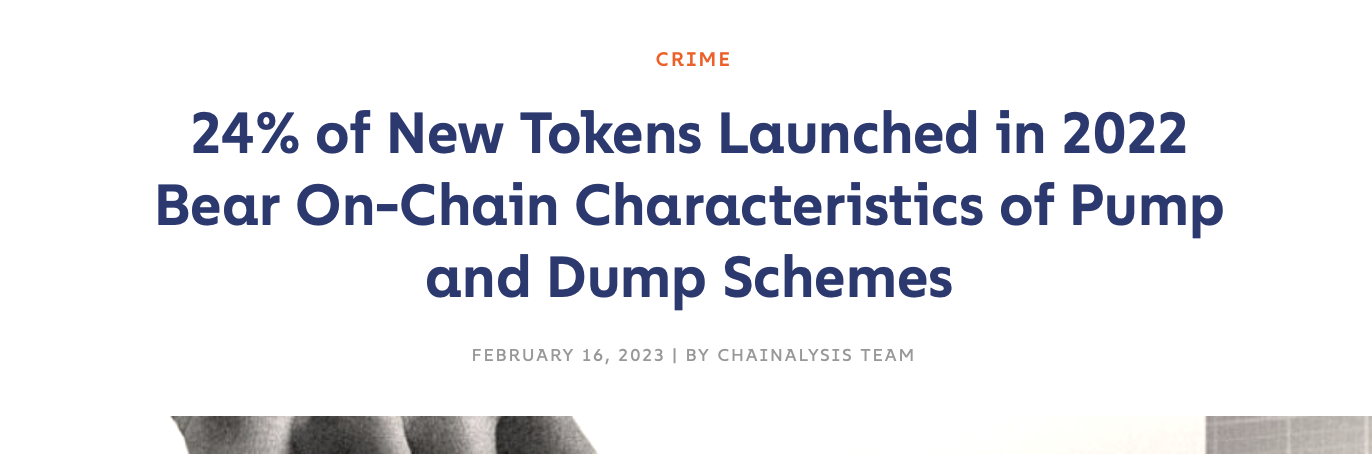 CRIME
24% of New Tokens Launched in 2022
Bear On-Chain Characteristics of Pump
and Dump Schemes
FEBRUARY 16, 2023 | BY CHAINALYSIS TEAM